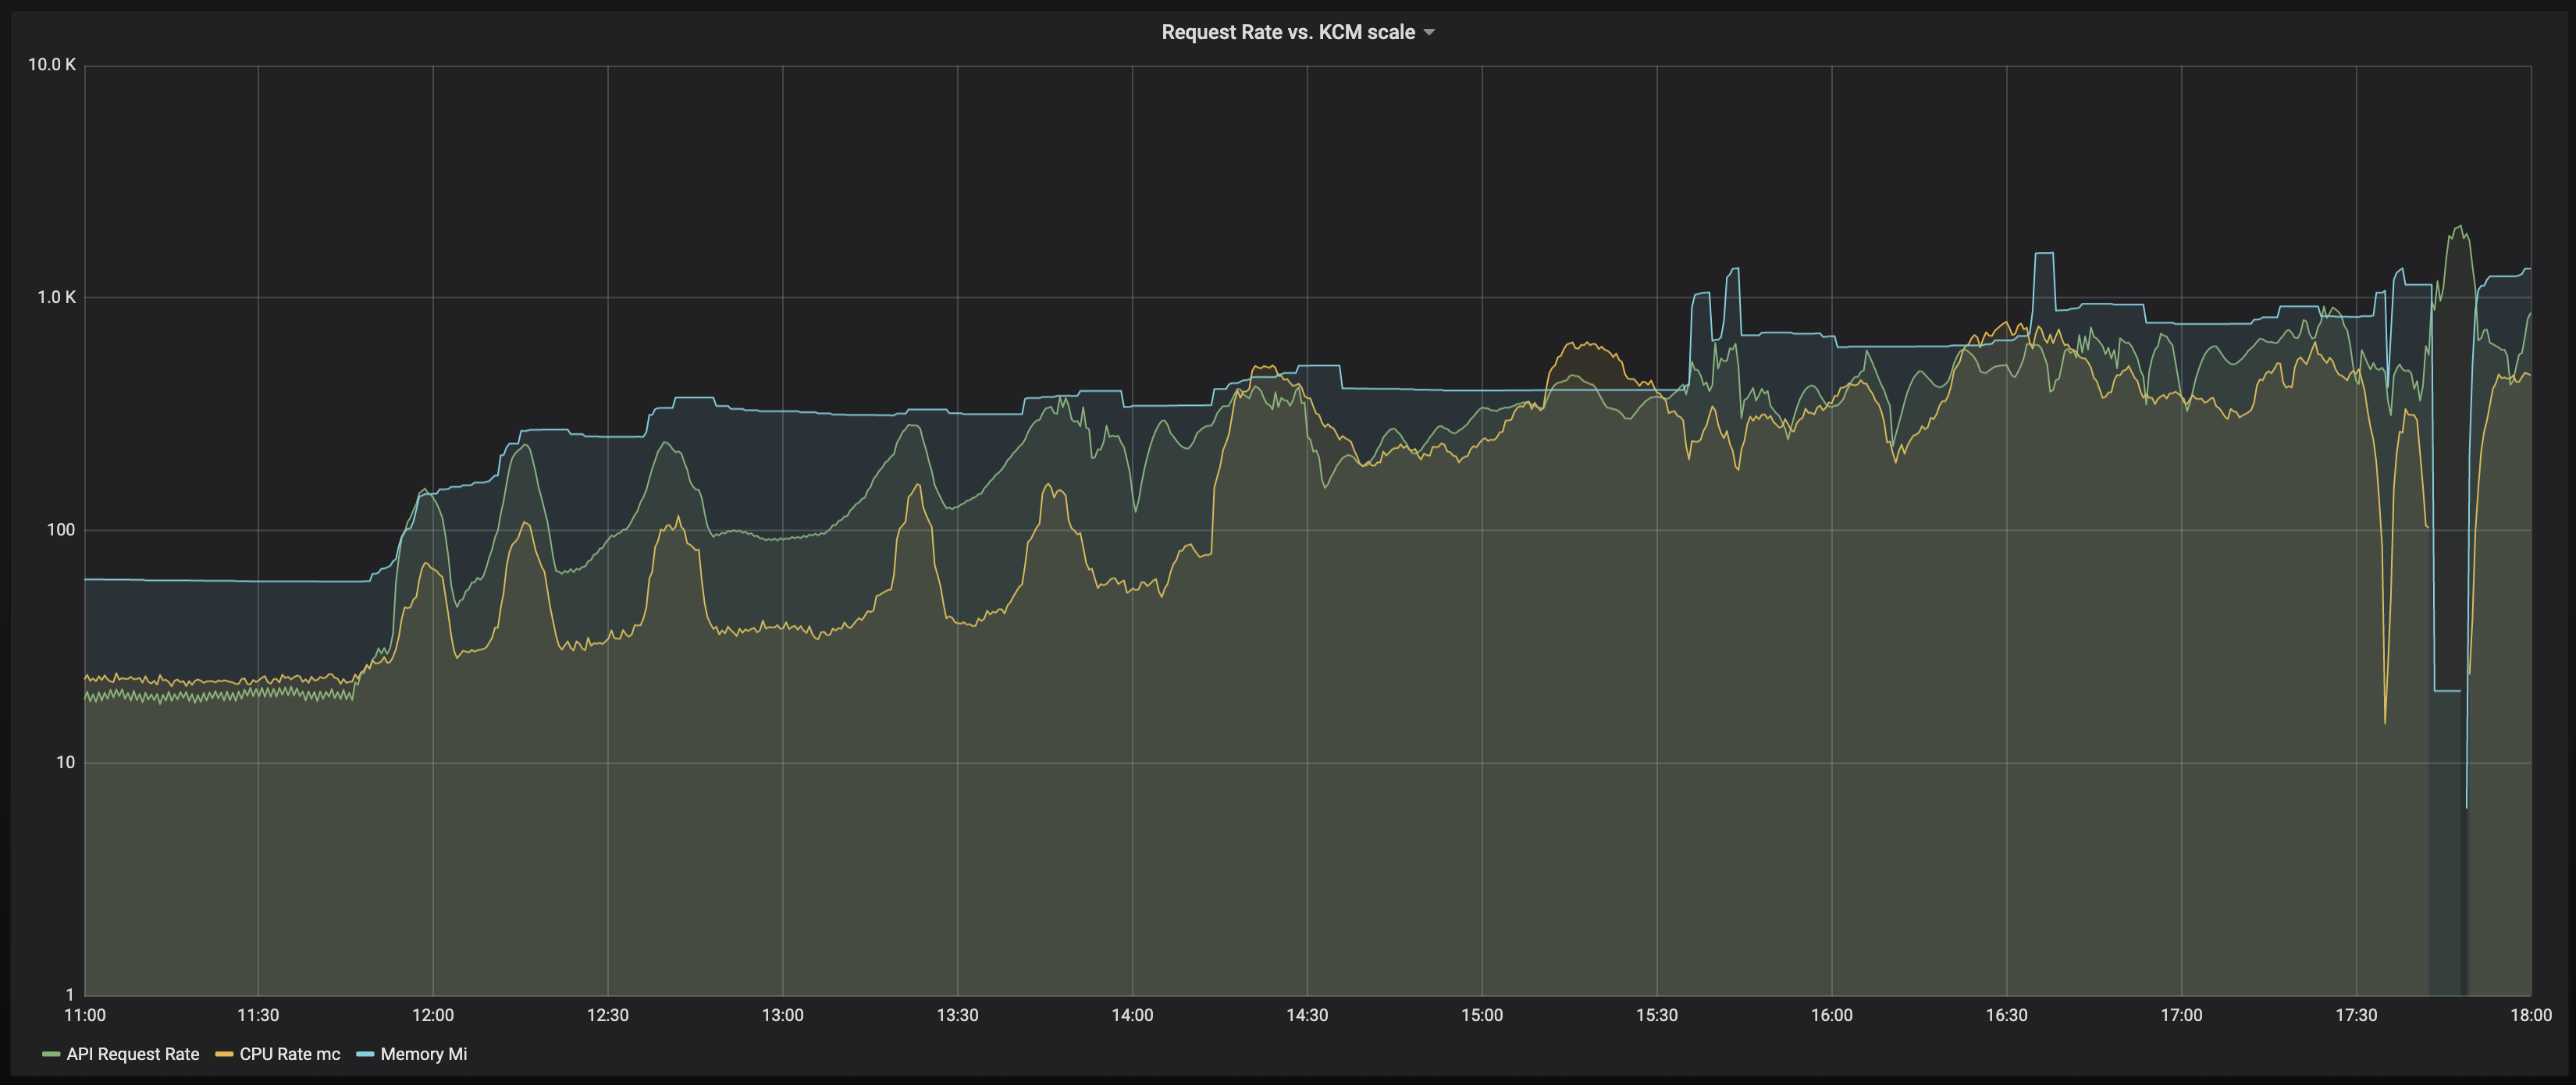 Request Rate vs. KCM scale
10.0 K
1.0 K
100
10
1
11:00 11:30 12:00 12:30 13:00 13:30 14:00 14:30 15:00 15:30 16:00 16:30 17:00 17:30 18:00
API Request Rate CPU Rate mc Memory Mi